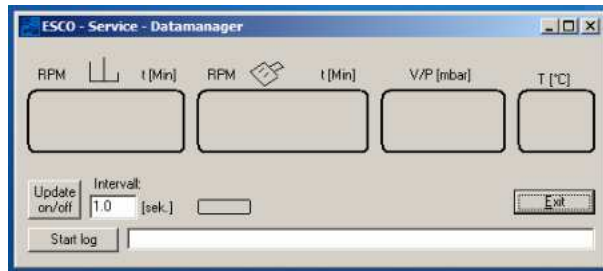 ESCO - Service - Datamanager
RPM t [Min] RPM t [Min] V/P [mbar] T [°C]
Update on/off
Intervall:
1.0 [sek.]
Exit
Start log